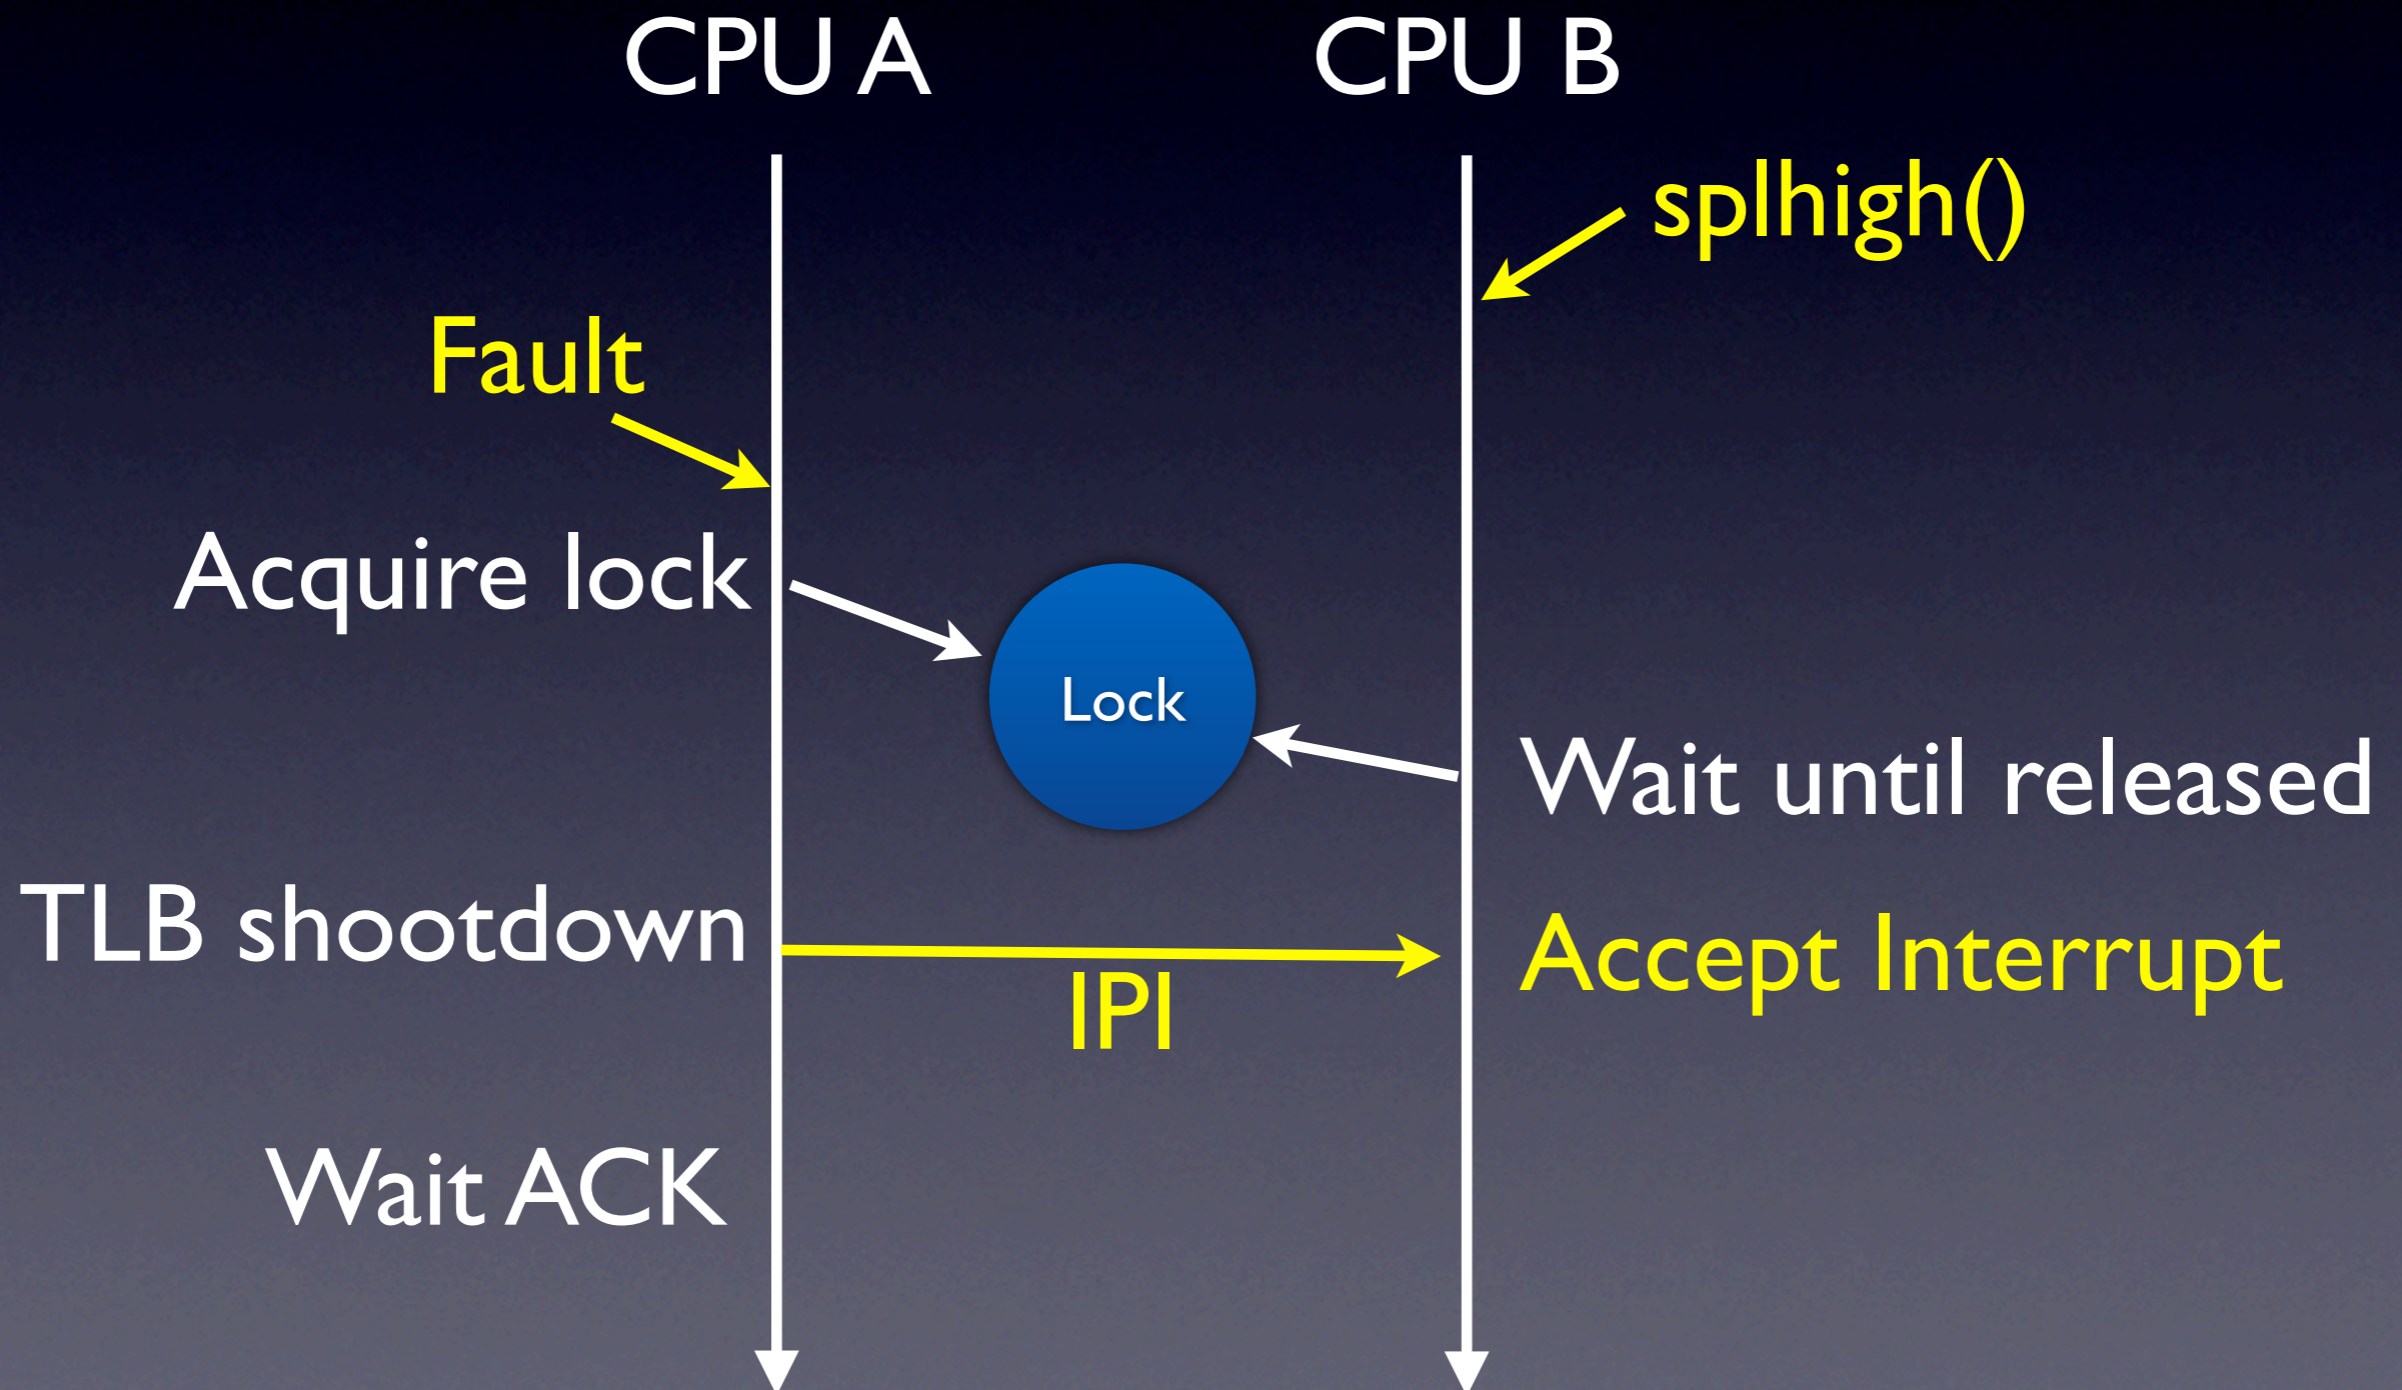 CPU A
CPU B
splhigh()
Fault
Acquire lock
Lock
Wait until released
TLB shootdown
Accept Interrupt
IPI
Wait ACK